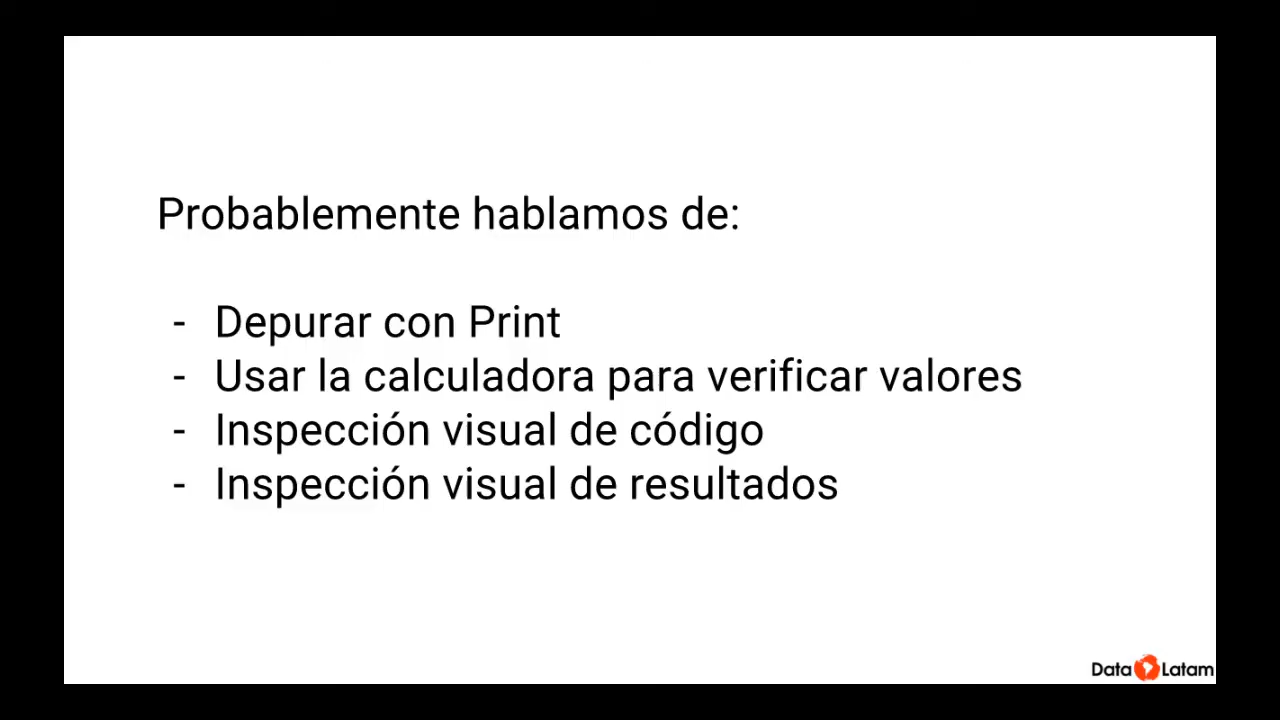 Probablemente hablamos de:
- Depurar con Print
- Usar la calculadora para verificar valores
- Inspección visual de código
- Inspección visual de resultados
Data Latam